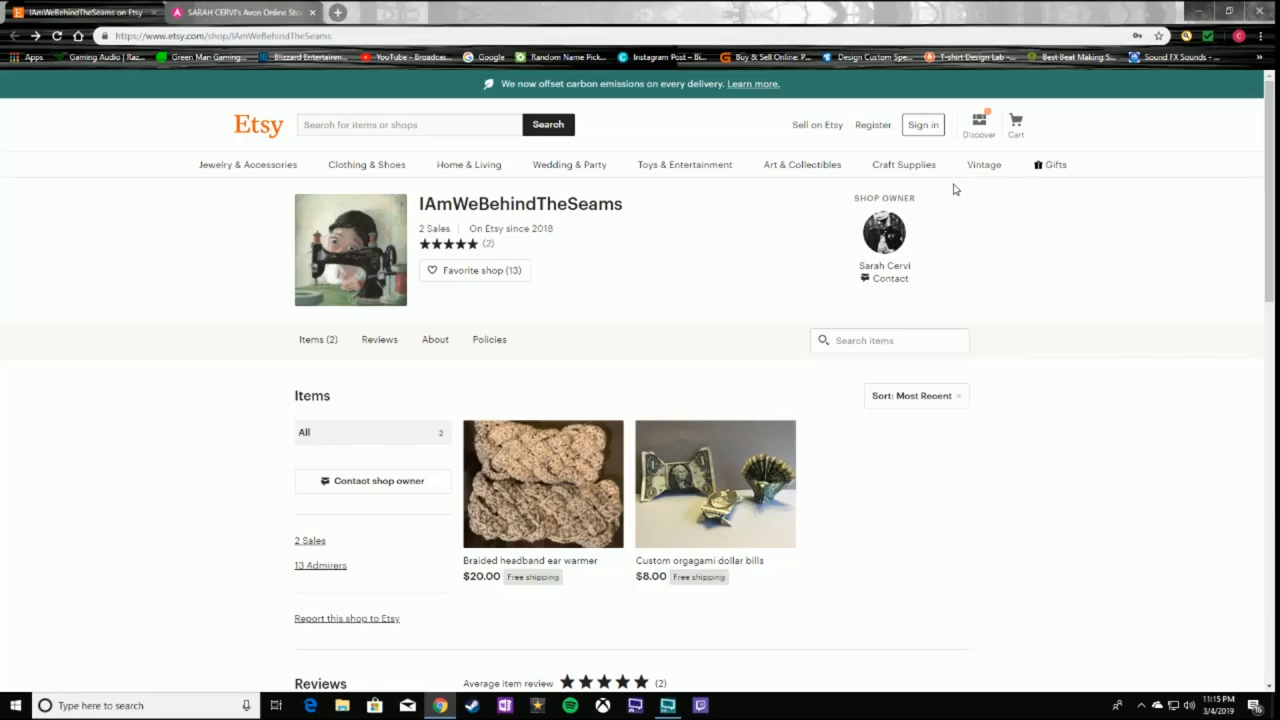 IAmWeBehindTheSeams on Etsy
SARAH CERVI's Avon Online Sto
https://www.etsy.com/shop/IAmWeBehindTheSeams
Apps Gaming Audio | Raz... Green Man Gaming... Blizzard Entertainm... YouTube - Broadcas... Google Random Name Pick... Instagram Post – Bi... Buy & Sell Online: P... Design Custom Spe... T-shirt Design Lab -... Best Beat Making S... Sound FX Sounds - ...
We now offset carbon emissions on every delivery. Learn more.
Etsy Search for items or shops Search Sell on Etsy Register Sign in Discover Cart
Jewelry & Accessories Clothing & Shoes Home & Living Wedding & Party Toys & Entertainment Art & Collectibles Craft Supplies Vintage Gifts
IAmWeBehindTheSeams
2 Sales | On Etsy since 2018
(2)
Favorite shop (13)
SHOP OWNER
Sarah Cervi
Contact
Items (2) Reviews About Policies Search items
Items
Sort: Most Recent
All 2
Contact shop owner
2 Sales
13 Admirers
Report this shop to Etsy
Braided headband ear warmer
$20.00 Free shipping
Custom orgagami dollar bills
$8.00 Free shipping
Reviews
Average item review (2)
Type here to search
11:15 PM
3/4/2019